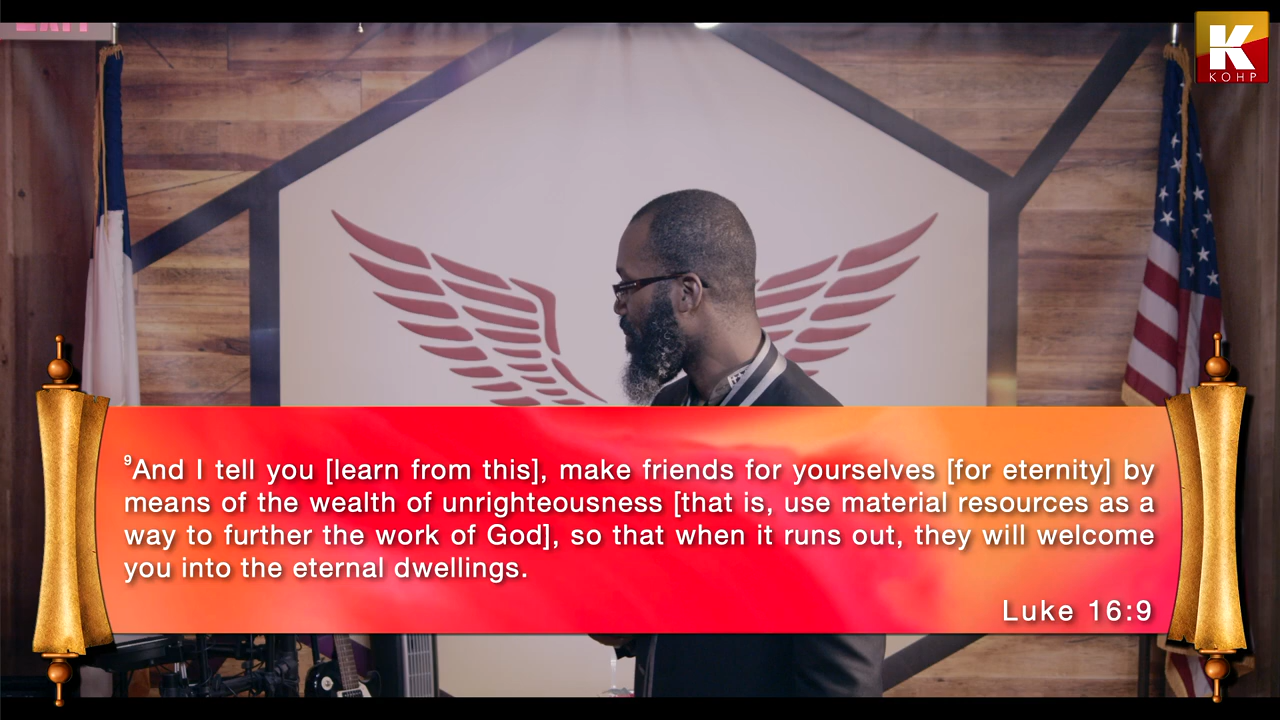 EXIT
K
KOHP
⁹And I tell you [learn from this], make friends for yourselves [for eternity] by
means of the wealth of unrighteousness [that is, use material resources as a
way to further the work of God], so that when it runs out, they will welcome
you into the eternal dwellings.
Luke 16:9